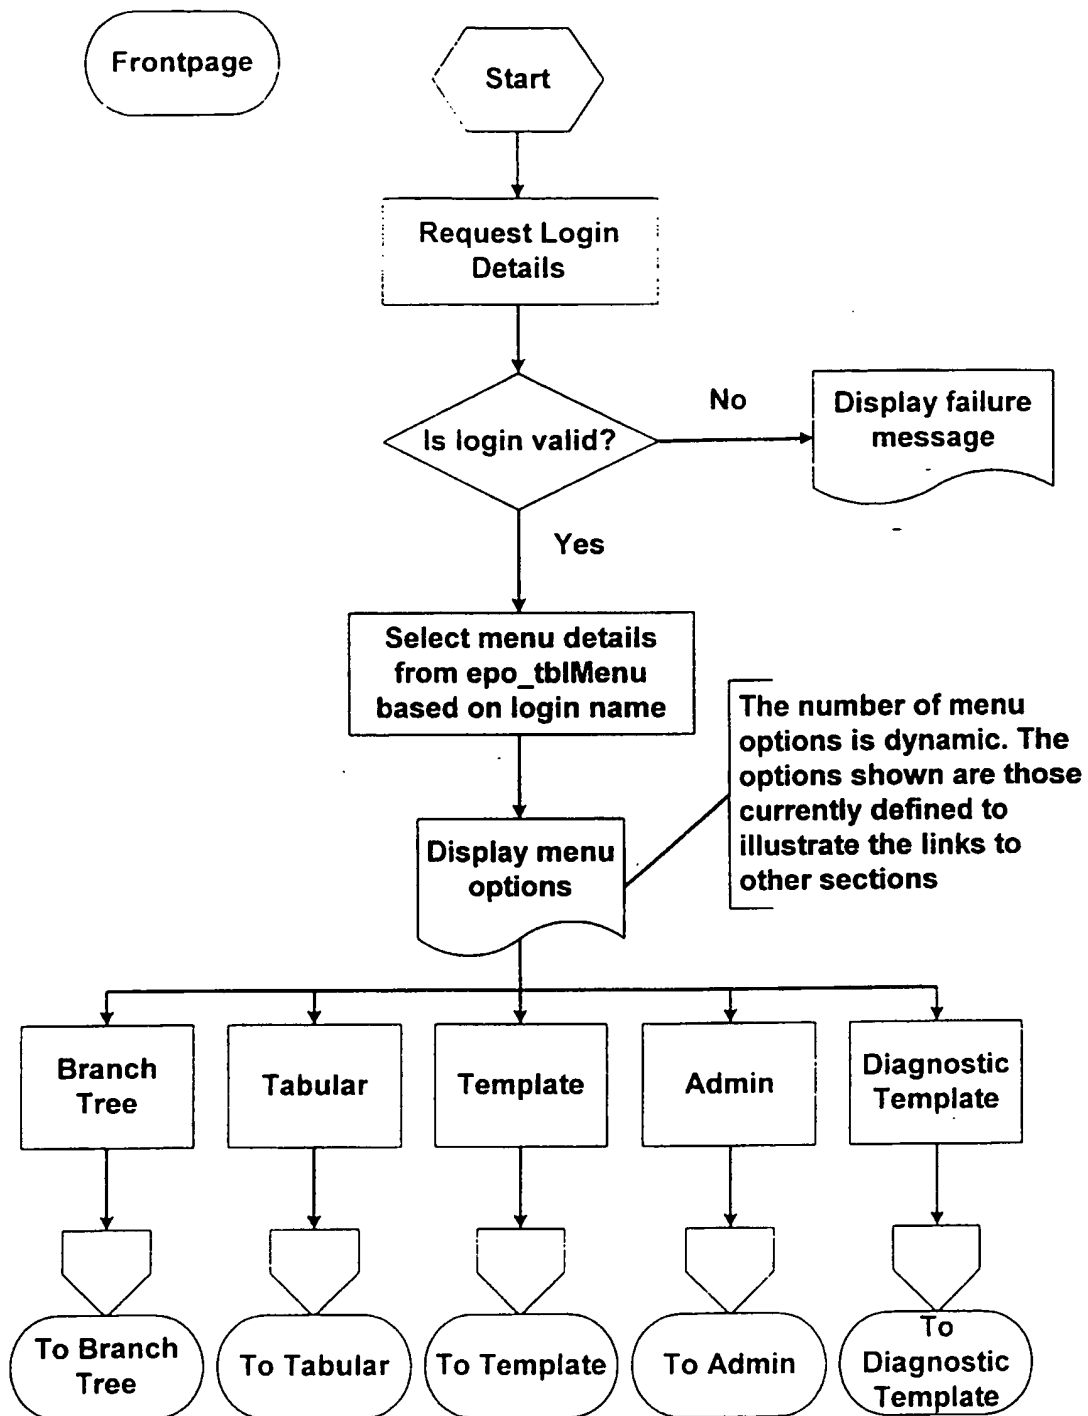 Frontpage
Start
Request Login
Details
Is login valid?
No
Display failure
message
Yes
Select menu details
from epo_tblMenu
based on login name
The number of menu
options is dynamic. The
options shown are those
currently defined to
illustrate the links to
other sections
Display menu
options
Branch
Tree
Tabular
Template
Admin
Diagnostic
Template
To Branch
Tree
To Tabular
To Template
To Admin
To
Diagnostic
Template